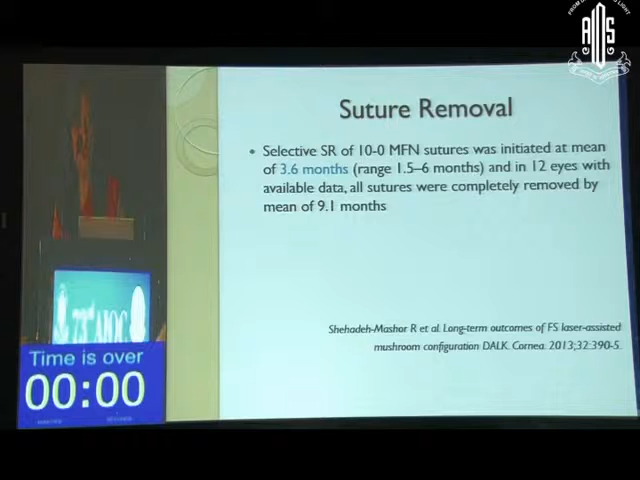 AIOS
Suture Removal
• Selective SR of 10-0 MFN sutures was initiated at mean
of 3.6 months (range 1.5–6 months) and in 12 eyes with
available data, all sutures were completely removed by
mean of 9.1 months
Shehadeh-Mashor R et al. Long-term outcomes of FS laser-assisted
mushroom configuration DALK. Cornea. 2013;32:390-5.
73rd AIOC
Time is over
00:00